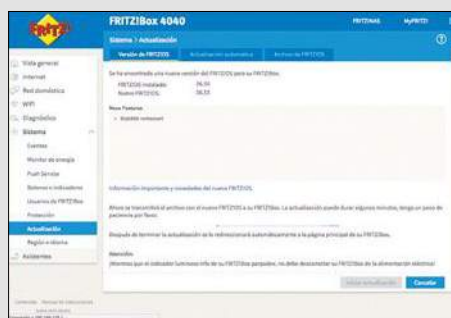 FRITZ!
FRITZ!Box 4040
FRITZ!NAS
MyFRITZ!
Sistema > Actualización
Versión de FRITZ!OS
Actualización automática
Archivo de FRITZ!OS
Vista general
Internet
Red doméstica
WiFi
Diagnóstico
Sistema
Eventos
Monitor de energía
Push Service
Botones e indicadores
Usuarios de FRITZ!Box
Protección
Actualización
Región e idioma
Asistentes
Se ha encontrado una nueva versión del FRITZ!OS para su FRITZ!Box.
FRITZ!OS instalado:
Nuevo FRITZ!OS:
New Features:
Información importante y novedades del nuevo FRITZ!OS.
Ahora se transmitirá el archivo con el nuevo FRITZ!OS a su FRITZ!Box. La actualización puede durar algunos minutos, tenga un poco de
paciencia por favor.
Después de terminar la actualización se le redireccionará automáticamente a la página principal de su FRITZ!Box.
Atención:
¡Mientras que el indicador luminoso Info de su FRITZ!Box parpadee, no debe desconectar su FRITZ!Box de la alimentación eléctrica!
Iniciar actualización
Cancelar